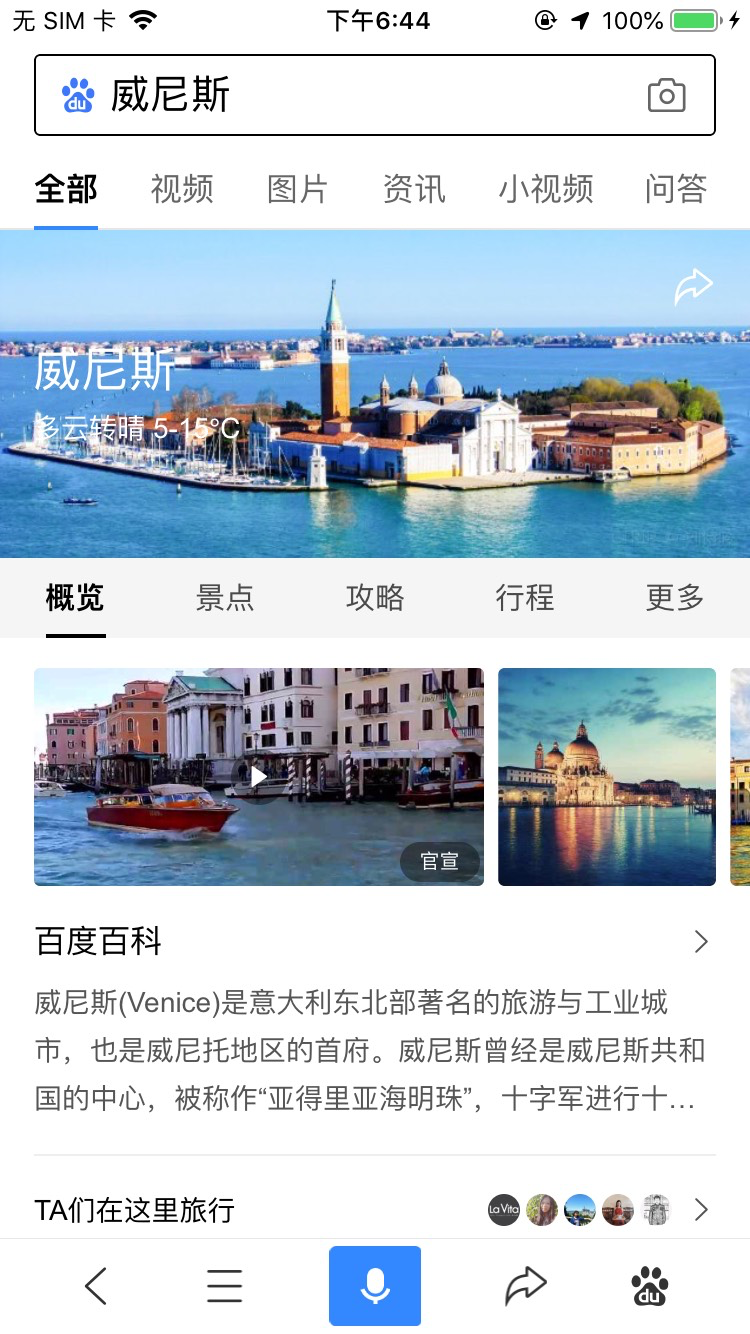 无 SIM 卡
下午6:44
100%
du
威尼斯
全部
视频
图片
资讯
小视频
问答
威尼斯
多云转晴 5-15°C
概览
景点
攻略
行程
更多
官宣
百度百科
威尼斯(Venice)是意大利东北部著名的旅游与工业城
市，也是威尼托地区的首府。威尼斯曾经是威尼斯共和
国的中心，被称作“亚得里亚海明珠”，十字军进行十…
TA们在这里旅行
La Vita
du